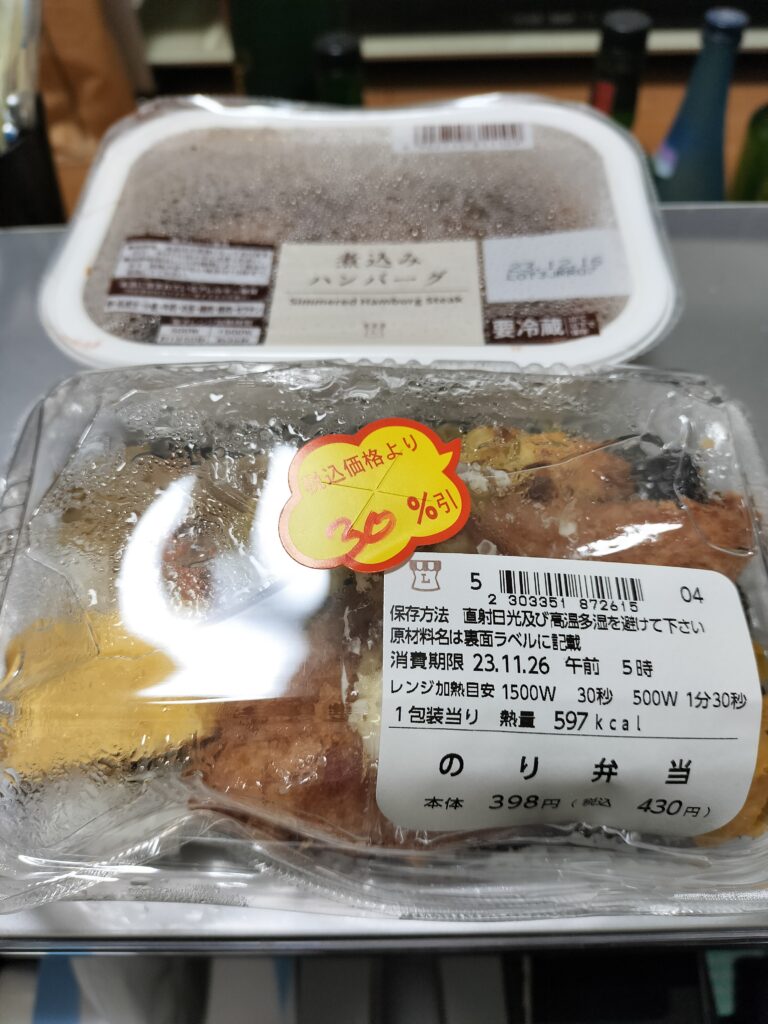 煮込み
ハンバーグ
Simmered Hamburg Steak
23.12.16
要冷蔵
税込価格より
30%引
L 5 04
2 303351 872615
保存方法 直射日光及び高温多湿を避けて下さい
原材料名は裏面ラベルに記載
消費期限 23.11.26 午前 5時
レンジ加熱目安 1500W 30秒 500W 1分30秒
1包装当り 熱量 597kcal
のり弁当
本体 398円(税込 430円)